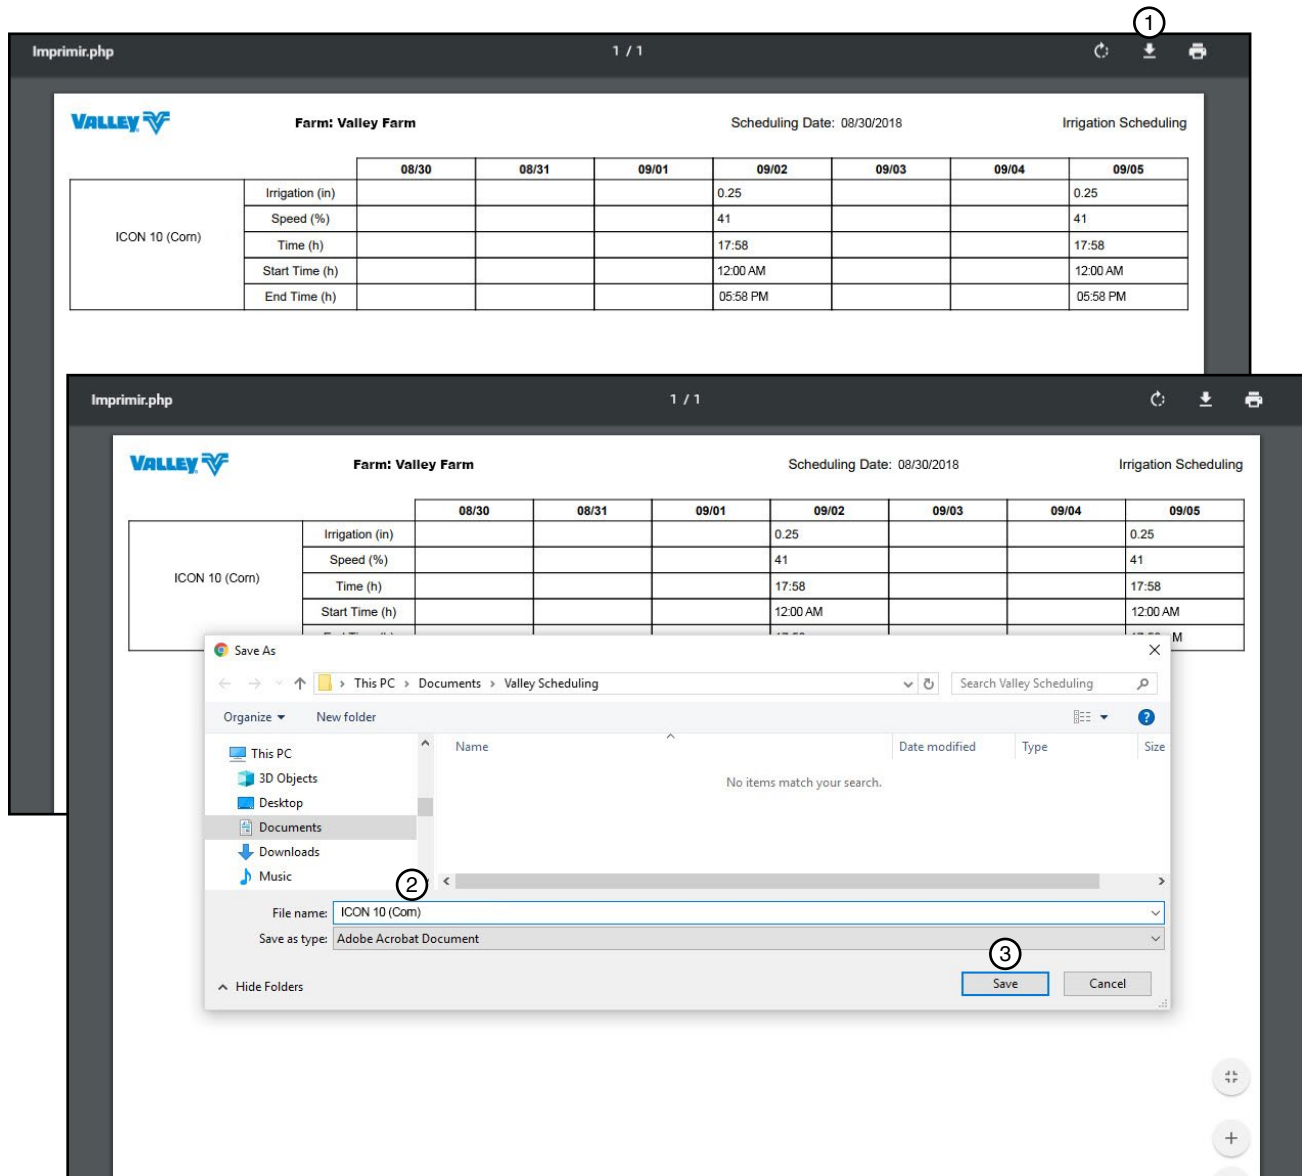 1
Imprimir.php 1 / 1
VALLEY Farm: Valley Farm Scheduling Date: 08/30/2018 Irrigation Scheduling
08/30 08/31 09/01 09/02 09/03 09/04 09/05
Irrigation (in) 0.25 0.25
Speed (%) 41 41
ICON 10 (Corn)
Time (h) 17:58 17:58
Start Time (h) 12:00 AM 12:00 AM
End Time (h) 05:58 PM 05:58 PM
Imprimir.php 1 / 1
VALLEY Farm: Valley Farm Scheduling Date: 08/30/2018 Irrigation Scheduling
08/30 08/31 09/01 09/02 09/03 09/04 09/05
Irrigation (in) 0.25 0.25
Speed (%) 41 41
ICON 10 (Corn)
Time (h) 17:58 17:58
Start Time (h) 12:00 AM 12:00 AM
M
Save As
This PC > Documents > Valley Scheduling Search Valley Scheduling
Organize New folder ?
Name Date modified Type Size
This PC
3D Objects
No items match your search.
Desktop
Documents
Downloads
Music
2
File name: ICON 10 (Corn)
Save as type: Adobe Acrobat Document
3
Hide Folders Save Cancel